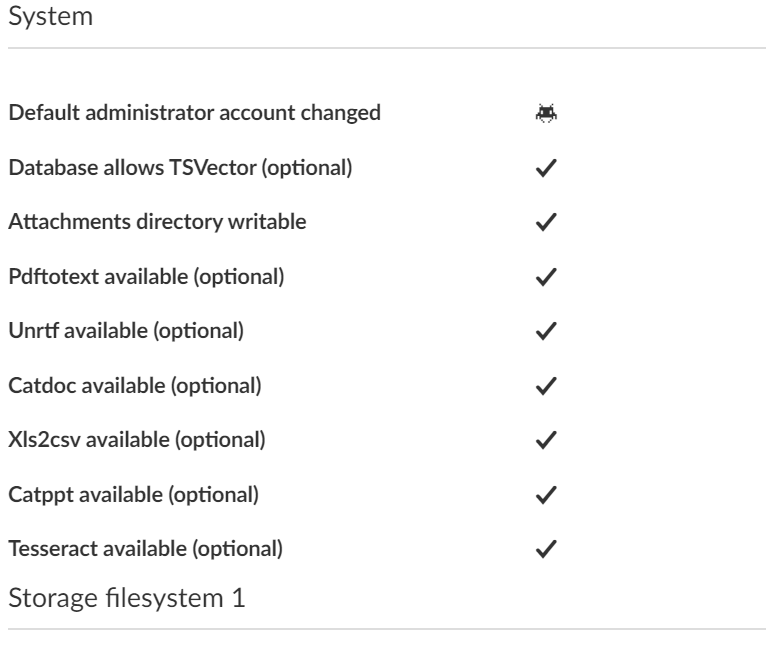 System
Default administrator account changed
Database allows TSVector (optional)
Attachments directory writable
Pdftotext available (optional)
Unrtf available (optional)
Catdoc available (optional)
Xls2csv available (optional)
Catppt available (optional)
Tesseract available (optional)
Storage filesystem 1